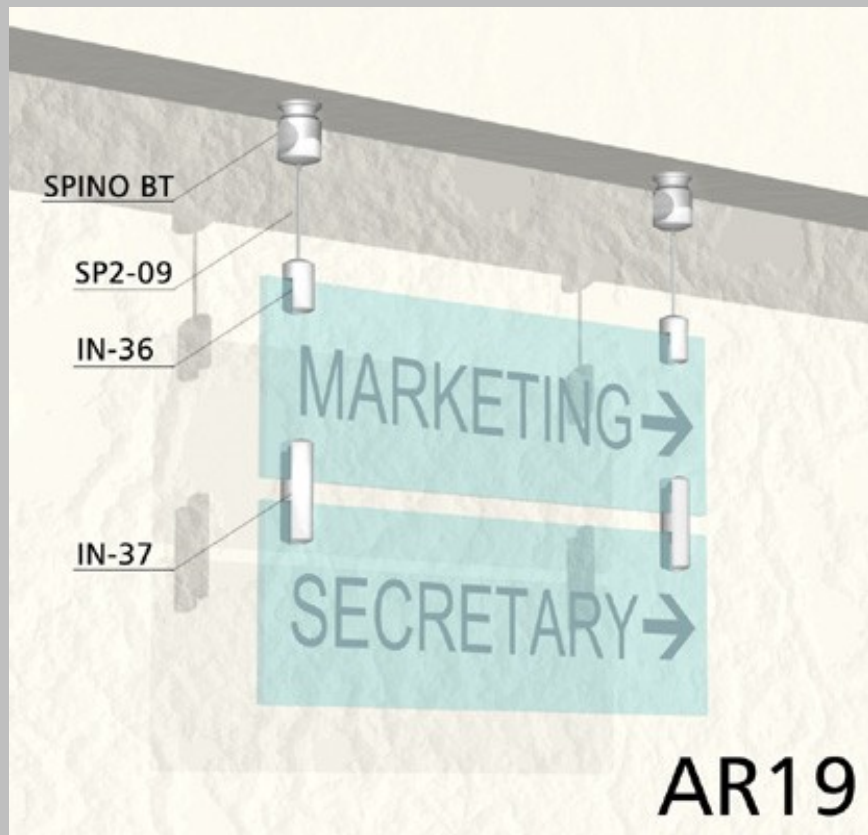 SPINO BT
SP2-09
IN-36
MARKETING →
IN-37
SECRETARY →
AR19